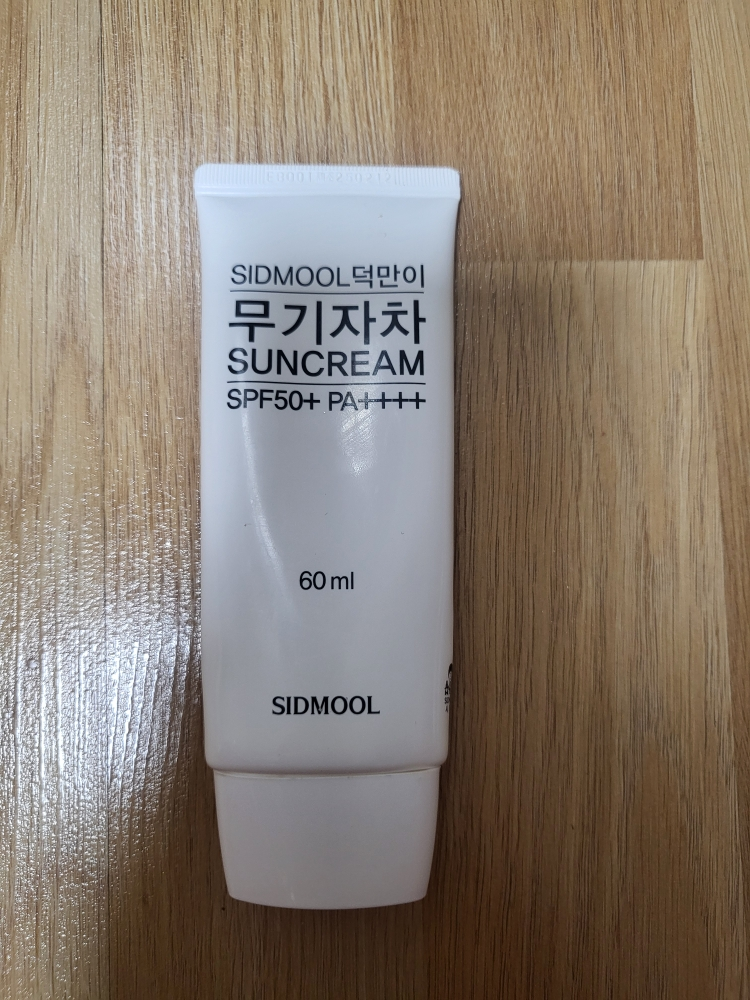 SIDMOOL덕만이
무기자차
SUNCREAM
SPF50+ PA++++
60 ml
SIDMOOL